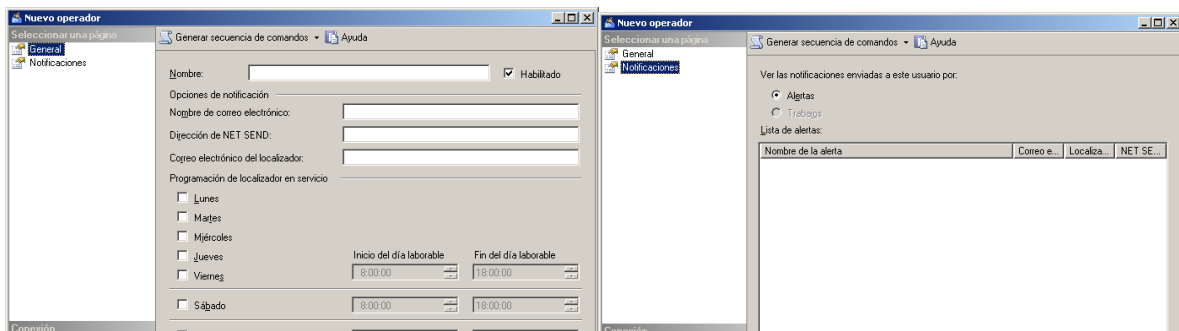 Nuevo operador
Seleccionar una página
General
Notificaciones
Generar secuencia de comandos
Ayuda
Nombre:
Habilitado
Opciones de notificación
Nombre de correo electrónico:
Dirección de NET SEND:
Correo electrónico del localizador:
Programación de localizador en servicio
Lunes
Martes
Miércoles
Jueves
Inicio del día laborable
Fin del día laborable
Viernes
8:00:00
18:00:00
Sábado
8:00:00
18:00:00
Conexión
Nuevo operador
Seleccionar una página
General
Notificaciones
Generar secuencia de comandos
Ayuda
Ver las notificaciones enviadas a este usuario por:
Alertas
Trabajos
Lista de alertas:
Nombre de la alerta
Correo e...
Localiza...
NET SE...
Conexión